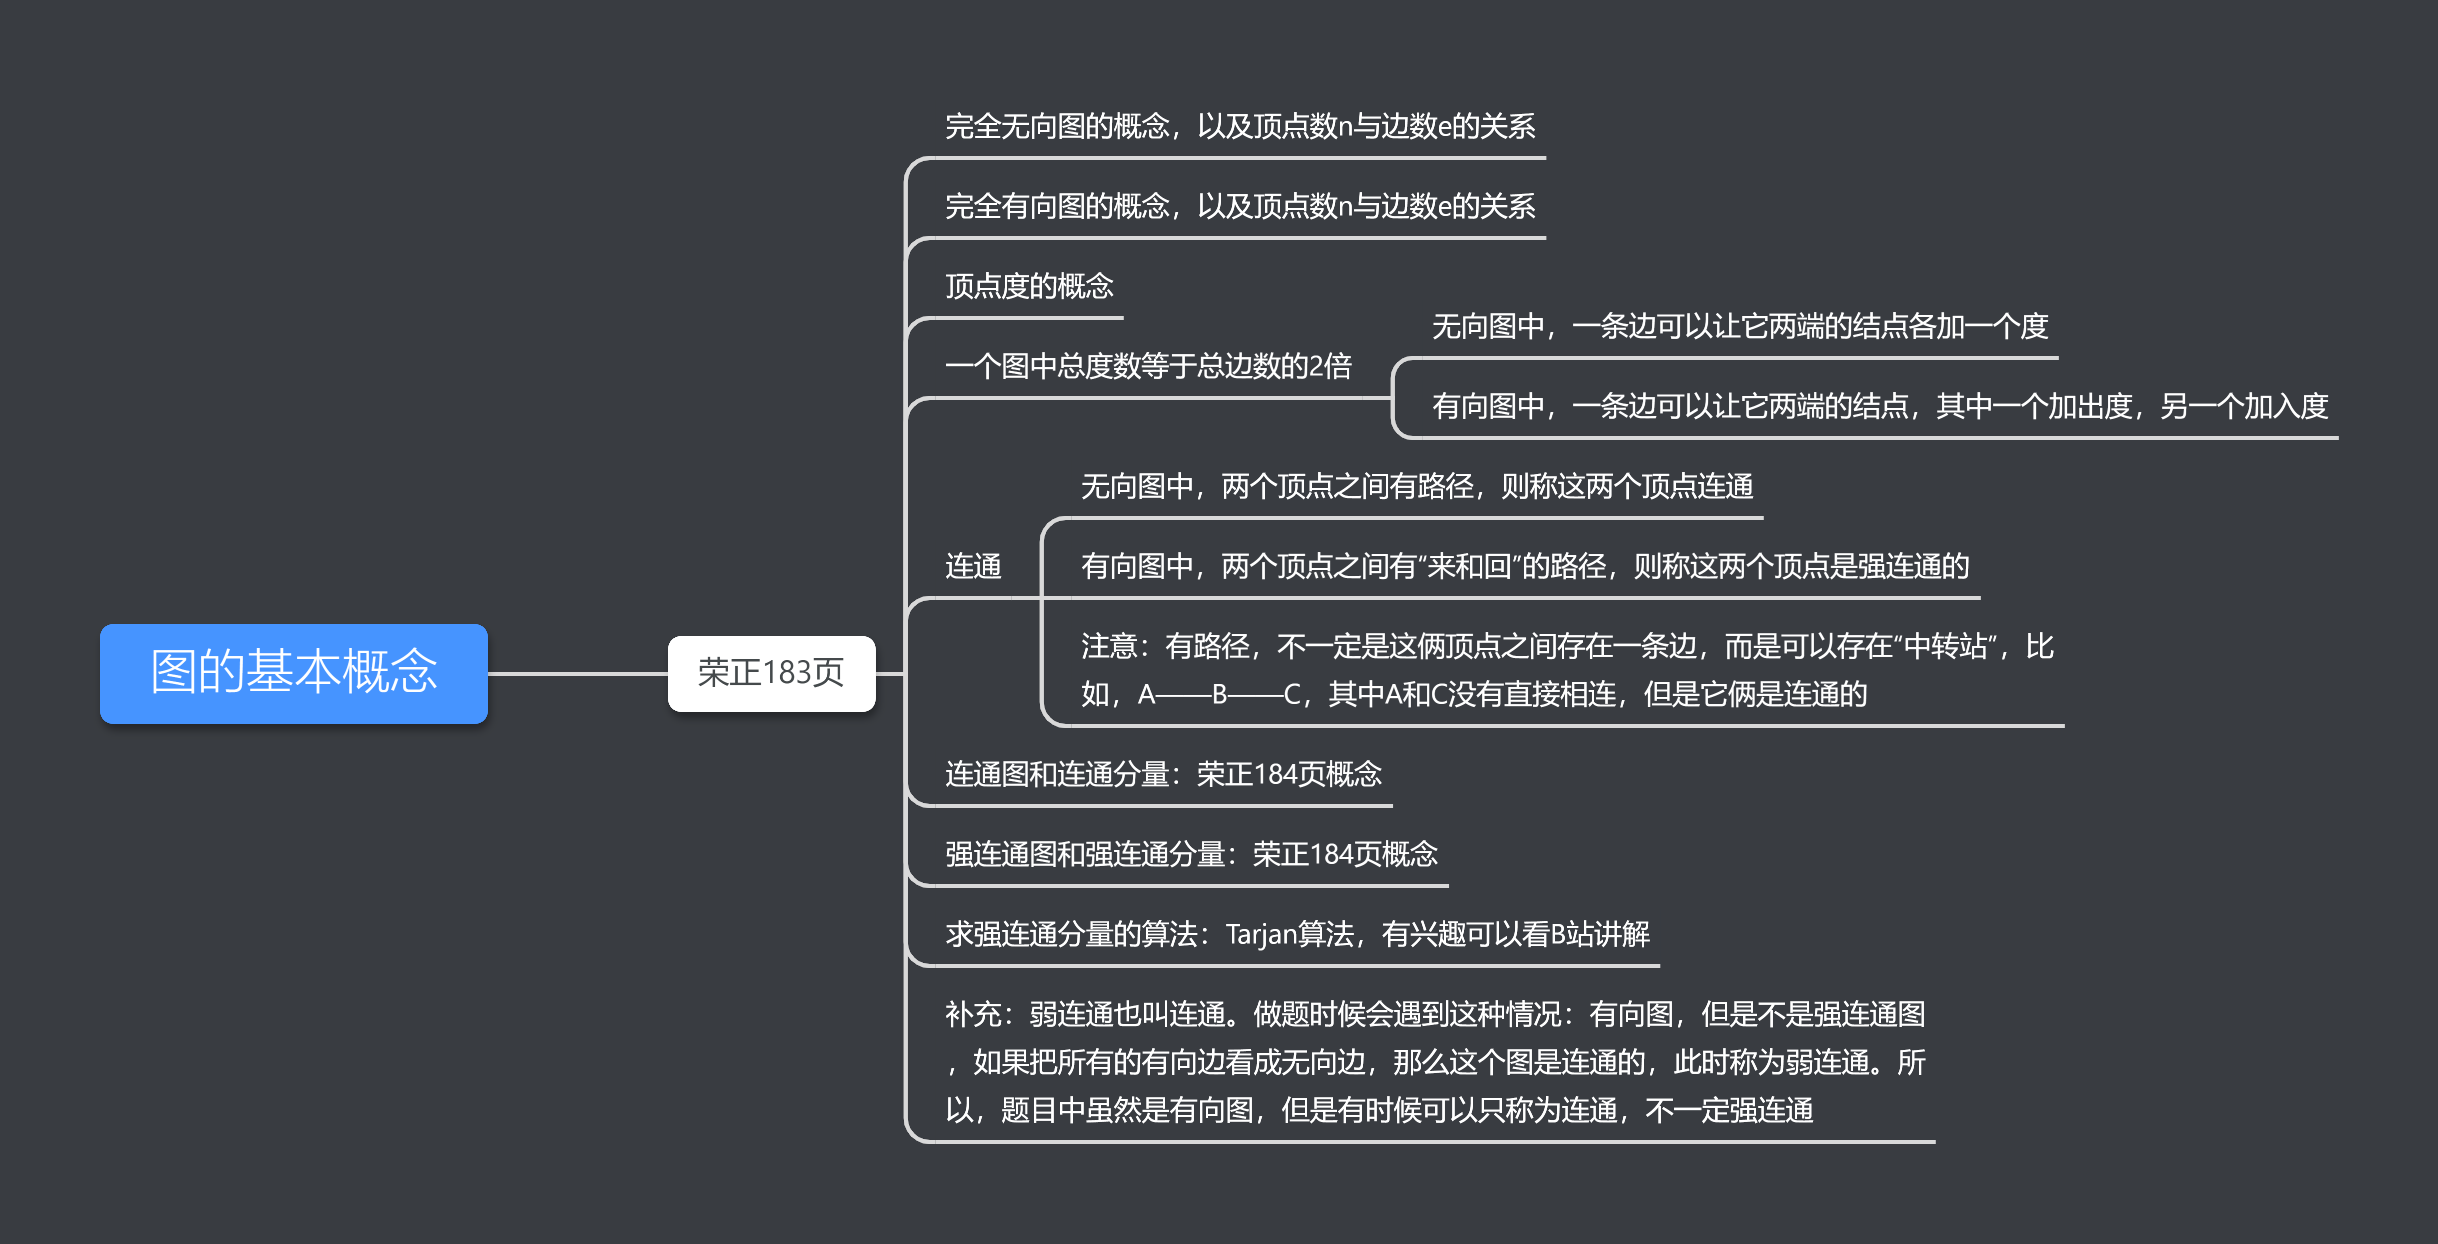 完全无向图的概念，以及顶点数n与边数e的关系
完全有向图的概念，以及顶点数n与边数e的关系
顶点度的概念
一个图中总度数等于总边数的2倍
无向图中，一条边可以让它两端的结点各加一个度
有向图中，一条边可以让它两端的结点，其中一个加出度，另一个加入度
连通
无向图中，两个顶点之间有路径，则称这两个顶点连通
有向图中，两个顶点之间有“来和回”的路径，则称这两个顶点是强连通的
注意：有路径，不一定是这俩顶点之间存在一条边，而是可以存在“中转站”，比
如，A——B——C，其中A和C没有直接相连，但是它俩是连通的
图的基本概念
荣正183页
连通图和连通分量：荣正184页概念
强连通图和强连通分量：荣正184页概念
求强连通分量的算法：Tarjan算法，有兴趣可以看B站讲解
补充：弱连通也叫连通。做题时候会遇到这种情况：有向图，但是不是强连通图
，如果把所有的有向边看成无向边，那么这个图是连通的，此时称为弱连通。所
以，题目中虽然是有向图，但是有时候可以只称为连通，不一定强连通